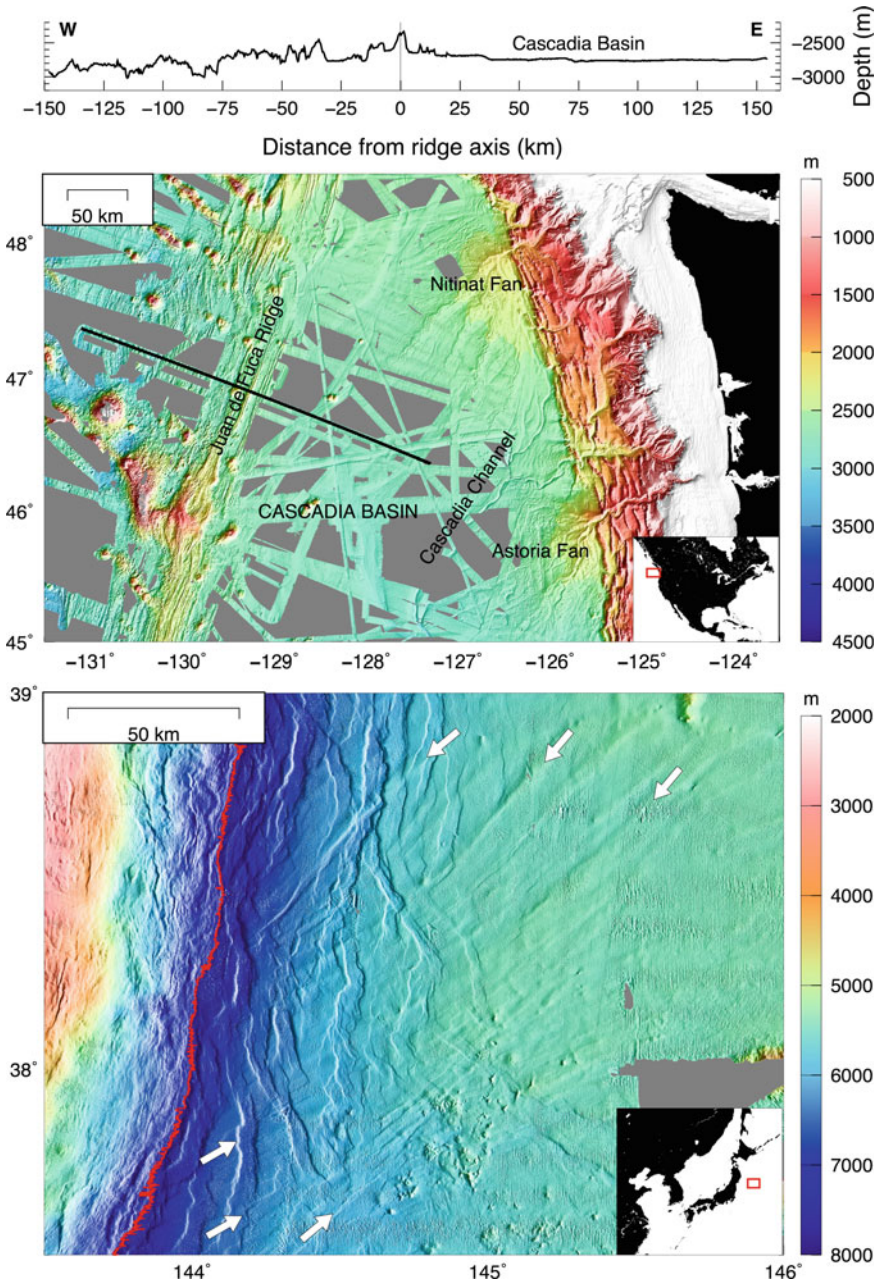 W
E
Cascadia Basin
−2500
−3000
Depth (m)
−150 −125 −100 −75 −50 −25 0 25 50 75 100 125 150
Distance from ridge axis (km)
m
50 km
500
1000
1500
2000
2500
3000
3500
4000
4500
48˚
47˚
46˚
45˚
Nitinat Fan
Juan de Fuca Ridge
Cascadia Channel
CASCADIA BASIN
Astoria Fan
−131 −130 −129 −128 −127 −126 −125˚ −124
39˚
38˚
50 km
m
2000
3000
4000
5000
6000
7000
8000
144˚ 145˚ 146˚